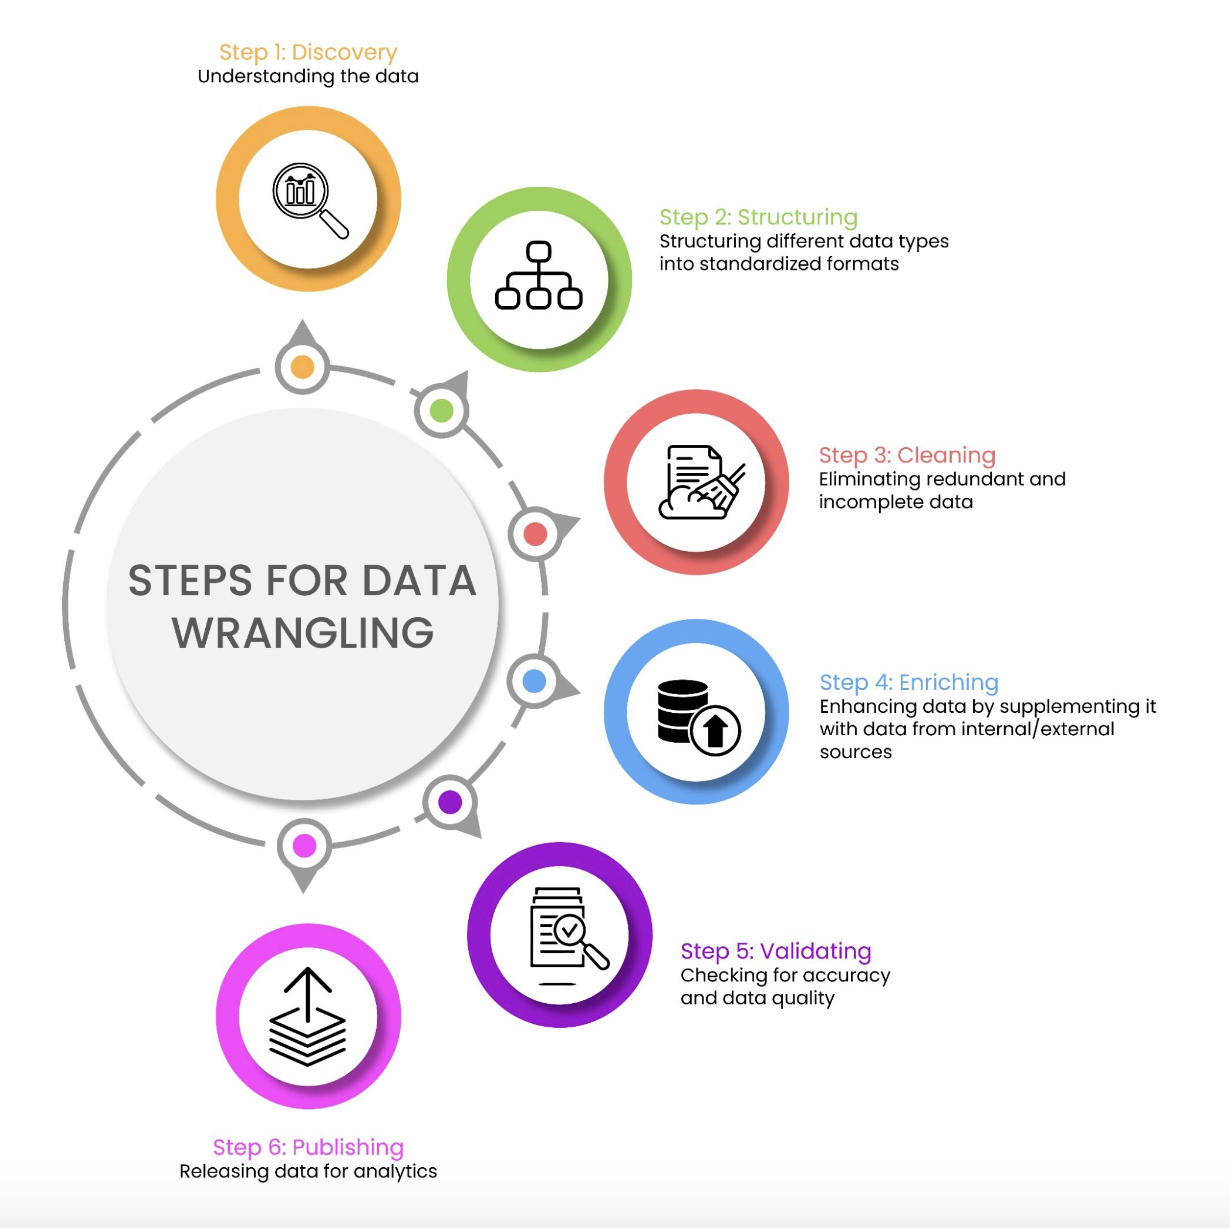 Step 1: Discovery
Understanding the data
Step 2: Structuring
Structuring different data types
into standardized formats
Step 3: Cleaning
Eliminating redundant and
incomplete data
STEPS FOR DATA
WRANGLING
Step 4: Enriching
Enhancing data by supplementing it
with data from internal/external
sources
Step 5: Validating
Checking for accuracy
and data quality
Step 6: Publishing
Releasing data for analytics